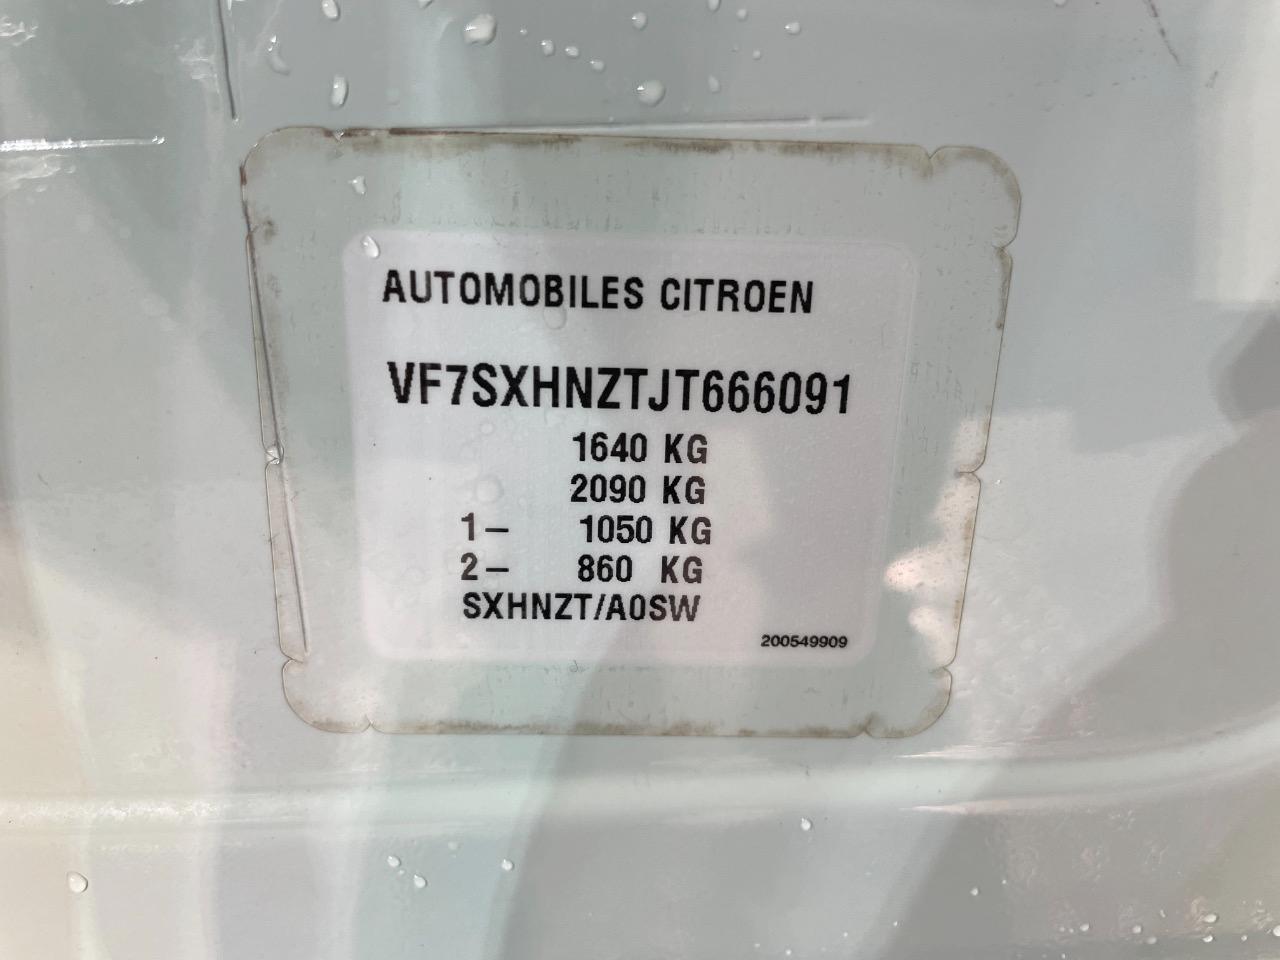 AUTOMOBILES CITROEN
VF7SXHNZTJT666091
1640 KG
2090 KG
1– 1050 KG
2– 860 KG
SXHNZT/A0SW
200549909